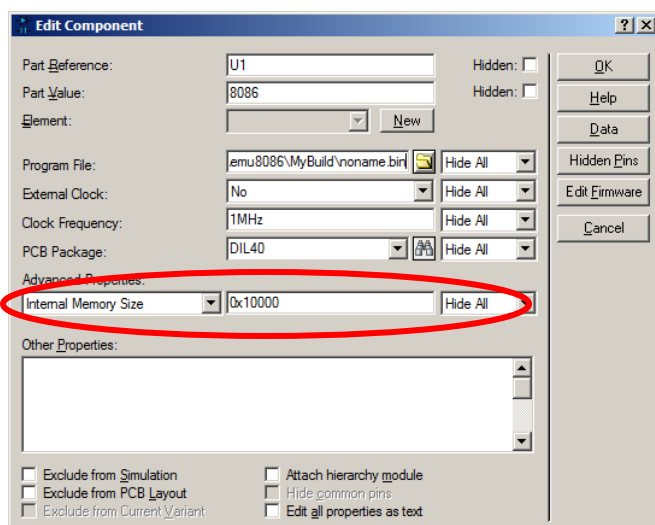 Edit Component
Part Reference: U1 Hidden: OK
Part Value: 8086 Hidden: Help
Element: New Data
Program File: .emu8086\MyBuild\noname.bin Hide All Hidden Pins
External Clock: No Hide All Edit Firmware
Clock Frequency: 1MHz Hide All
PCB Package: DIL40 Hide All Cancel
Advanced Properties:
Internal Memory Size 0x10000 Hide All
Other Properties:
Exclude from Simulation Attach hierarchy module
Exclude from PCB Layout Hide common pins
Exclude from Current Variant Edit all properties as text